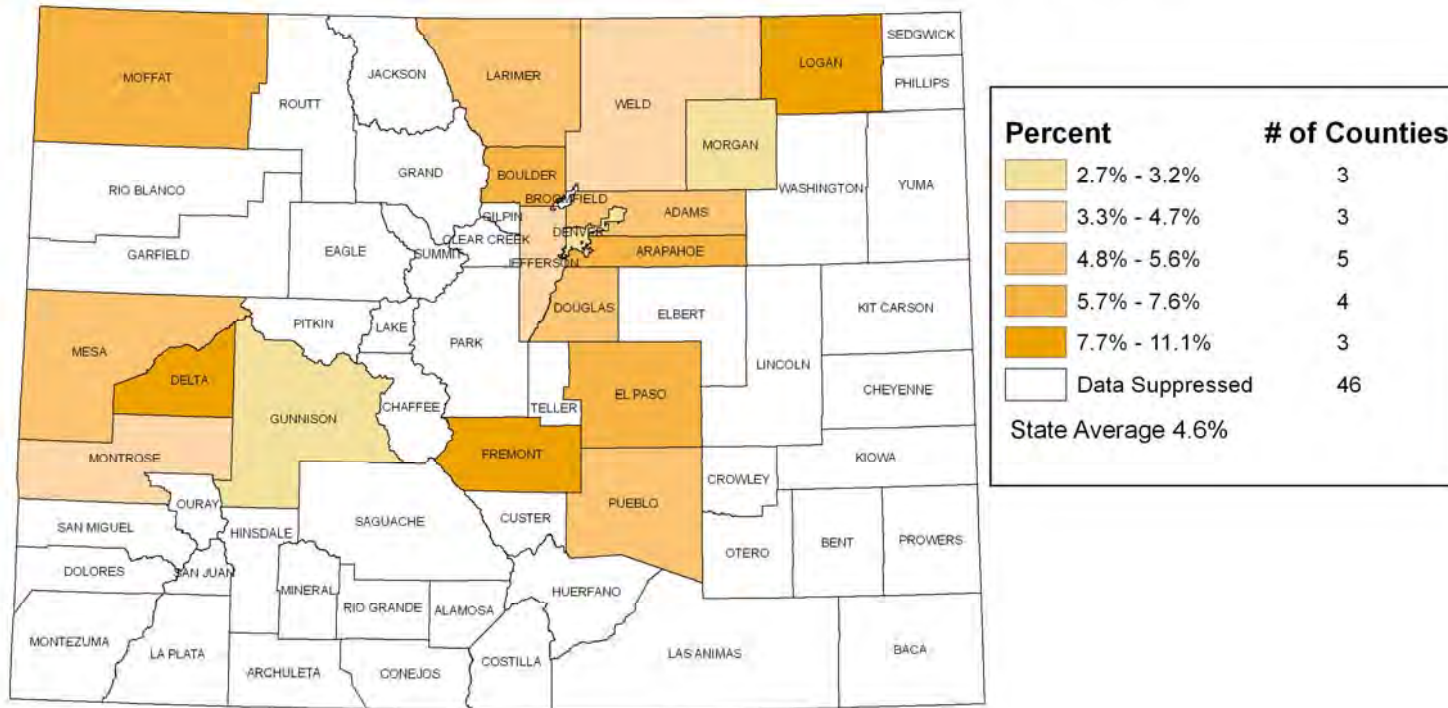 SEDGWICK
LOGAN
JACKSON
LARIMER
MOFFAT
PHILLIPS
ROUTT
WELD
Percent # of Counties
MORGAN
2.7% - 3.2% 3
GRAND
BOULDER
RIO BLANCO
WASHINGTON
YUMA
BROOMFIELD
3.3% - 4.7% 3
GILPIN
ADAMS
DENVER
CLEAR CREEK
4.8% - 5.6% 5
GARFIELD
EAGLE
SUMMIT
JEFFERSON
ARAPAHOE
5.7% - 7.6% 4
DOUGLAS
ELBERT
KIT CARSON
PITKIN
LAKE
7.7% - 11.1% 3
PARK
MESA
LINCOLN
DELTA
Data Suppressed 46
CHEYENNE
EL PASO
CHAFFEE
TELLER
GUNNISON
State Average 4.6%
FREMONT
MONTROSE
KIOWA
CROWLEY
OURAY
PUEBLO
SAGUACHE
CUSTER
SAN MIGUEL
HINSDALE
PROWERS
BENT
OTERO
DOLORES
SAN JUAN
MINERAL
HUERFANO
RIO GRANDE
ALAMOSA
MONTEZUMA
LA PLATA
LAS ANIMAS
BACA
COSTILLA
ARCHULETA
CONEJOS